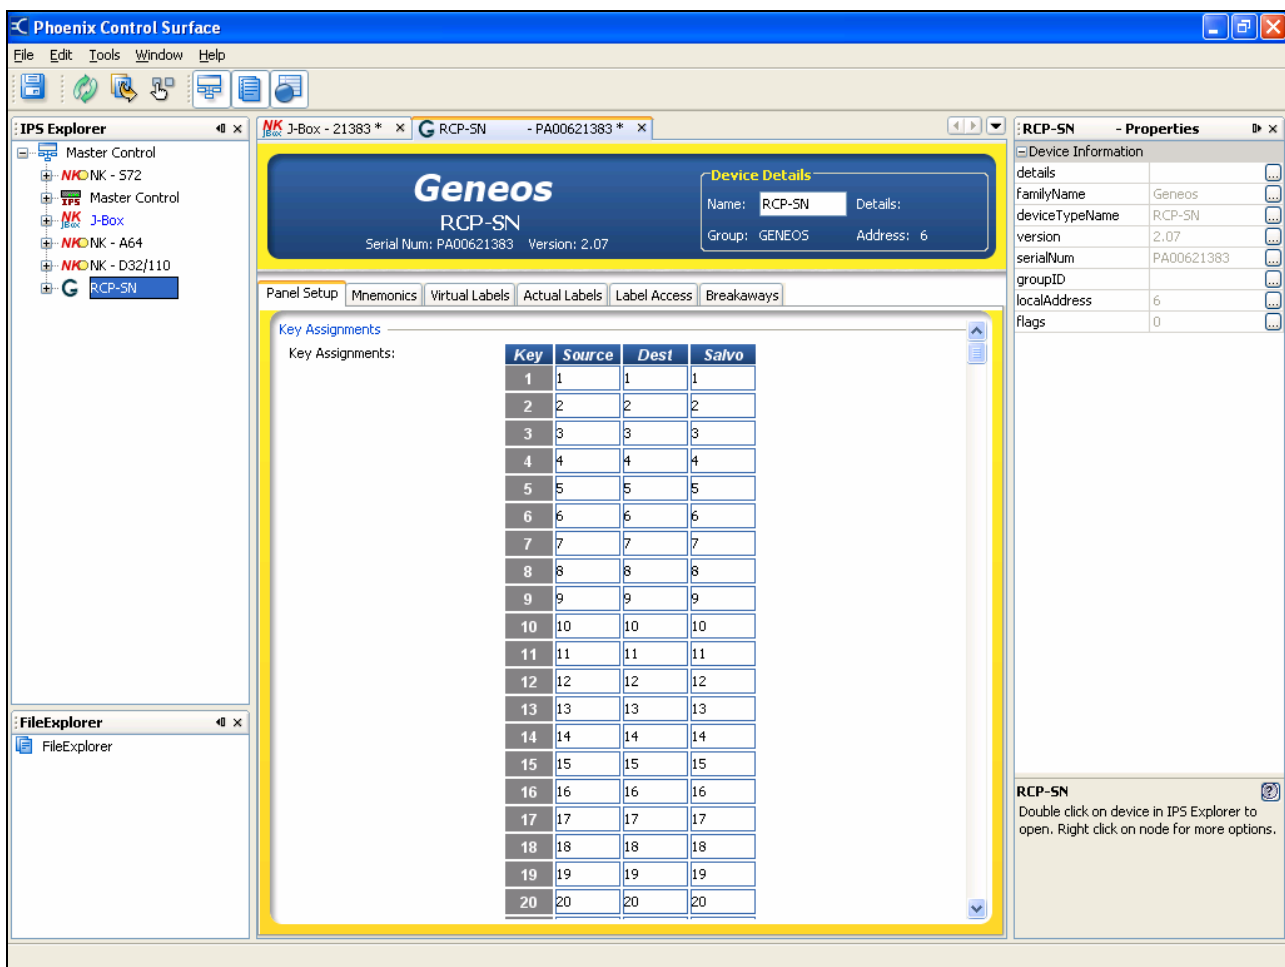 Phoenix Control Surface
File Edit Tools Window Help
IPS Explorer
Master Control
NK NK - S72
IPS Master Control
NK JBox J-Box
NK NK - A64
NK NK - D32/110
G RCP-SN
FileExplorer
FileExplorer
NK JBox J-Box - 21383 * G RCP-SN - PA00621383 *
Geneos
RCP-SN
Serial Num: PA00621383 Version: 2.07
Device Details
Name: RCP-SN Details:
Group: GENEOS Address: 6
Panel Setup Mnemonics Virtual Labels Actual Labels Label Access Breakaways
Key Assignments
Key Assignments:
Key Source Dest Salvo
1 1 1 1
2 2 2 2
3 3 3 3
4 4 4 4
5 5 5 5
6 6 6 6
7 7 7 7
8 8 8 8
9 9 9 9
10 10 10 10
11 11 11 11
12 12 12 12
13 13 13 13
14 14 14 14
15 15 15 15
16 16 16 16
17 17 17 17
18 18 18 18
19 19 19 19
20 20 20 20
RCP-SN - Properties
Device Information
details ...
familyName Geneos ...
deviceTypeName RCP-SN ...
version 2.07 ...
serialNum PA00621383 ...
groupID ...
localAddress 6 ...
flags 0 ...
RCP-SN ?
Double click on device in IPS Explorer to
open. Right click on node for more options.